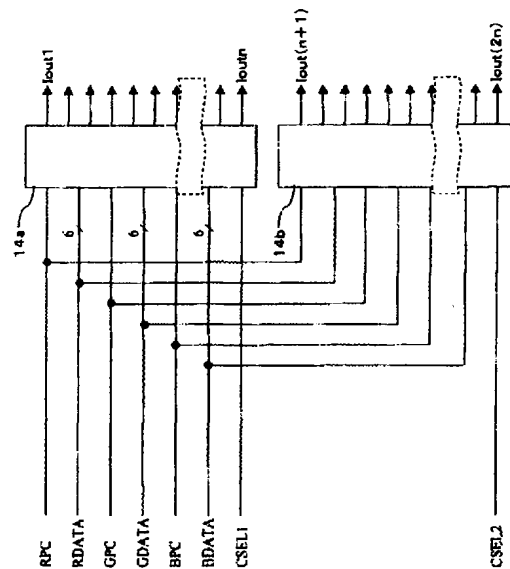 14a
RPC
RDATA
6
GPC
GDATA
6
BPC
BDATA
6
CSEL1
Iout1
Ioutn
14b
Iout(n+1)
Iout(2n)
CSEL2